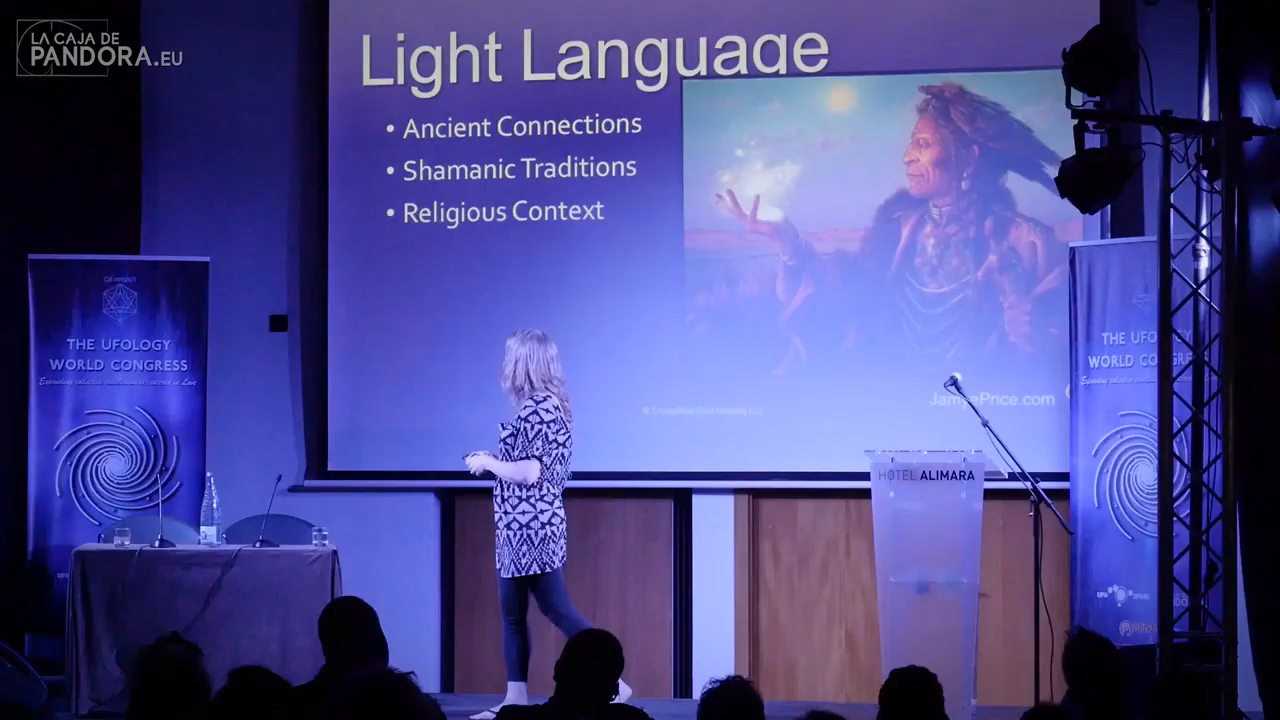 LA CAJA DE
PANDORA.EU
Light Language
• Ancient Connections
• Shamanic Traditions
• Religious Context
JamyePrice.com
THE UFOLOGY
WORLD CONGRESS
HOTEL ALIMARA
THE UFOLOGY
WORLD CONGRESS